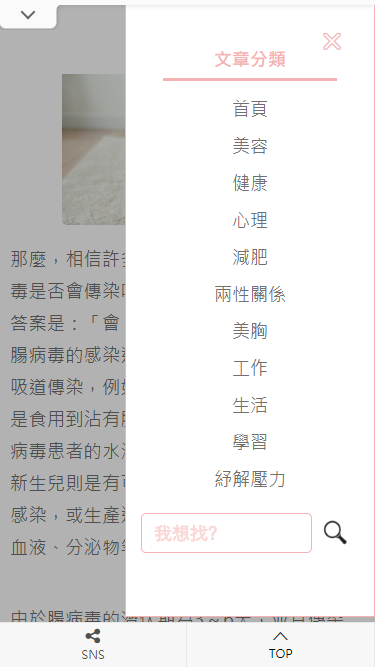 文章分類
首頁
美容
健康
心理
減肥
兩性關係
美胸
工作
生活
學習
紓解壓力
我想找?
那麼,相信許
毒是否會傳染
答案是:「會
腸病毒的感染
吸道傳染,例
是食用到沾有
病毒患者的水
新生兒則是有
感染,或生產
血液、分泌物
SNS
TOP